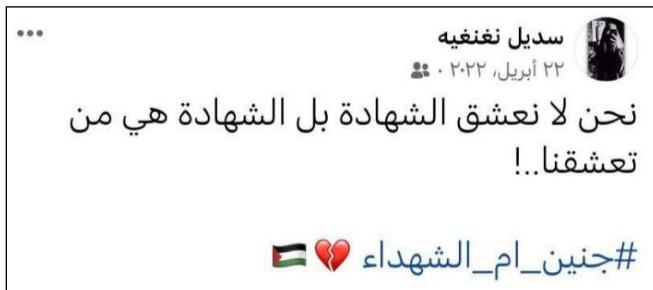 سديل نغنغيه
٢٢ أبريل، ٢٠٢٢ ·
نحن لا نعشق الشهادة بل الشهادة هي من
تعشقنا..!
#جنين_ام_الشهداء 💔 🇵🇸